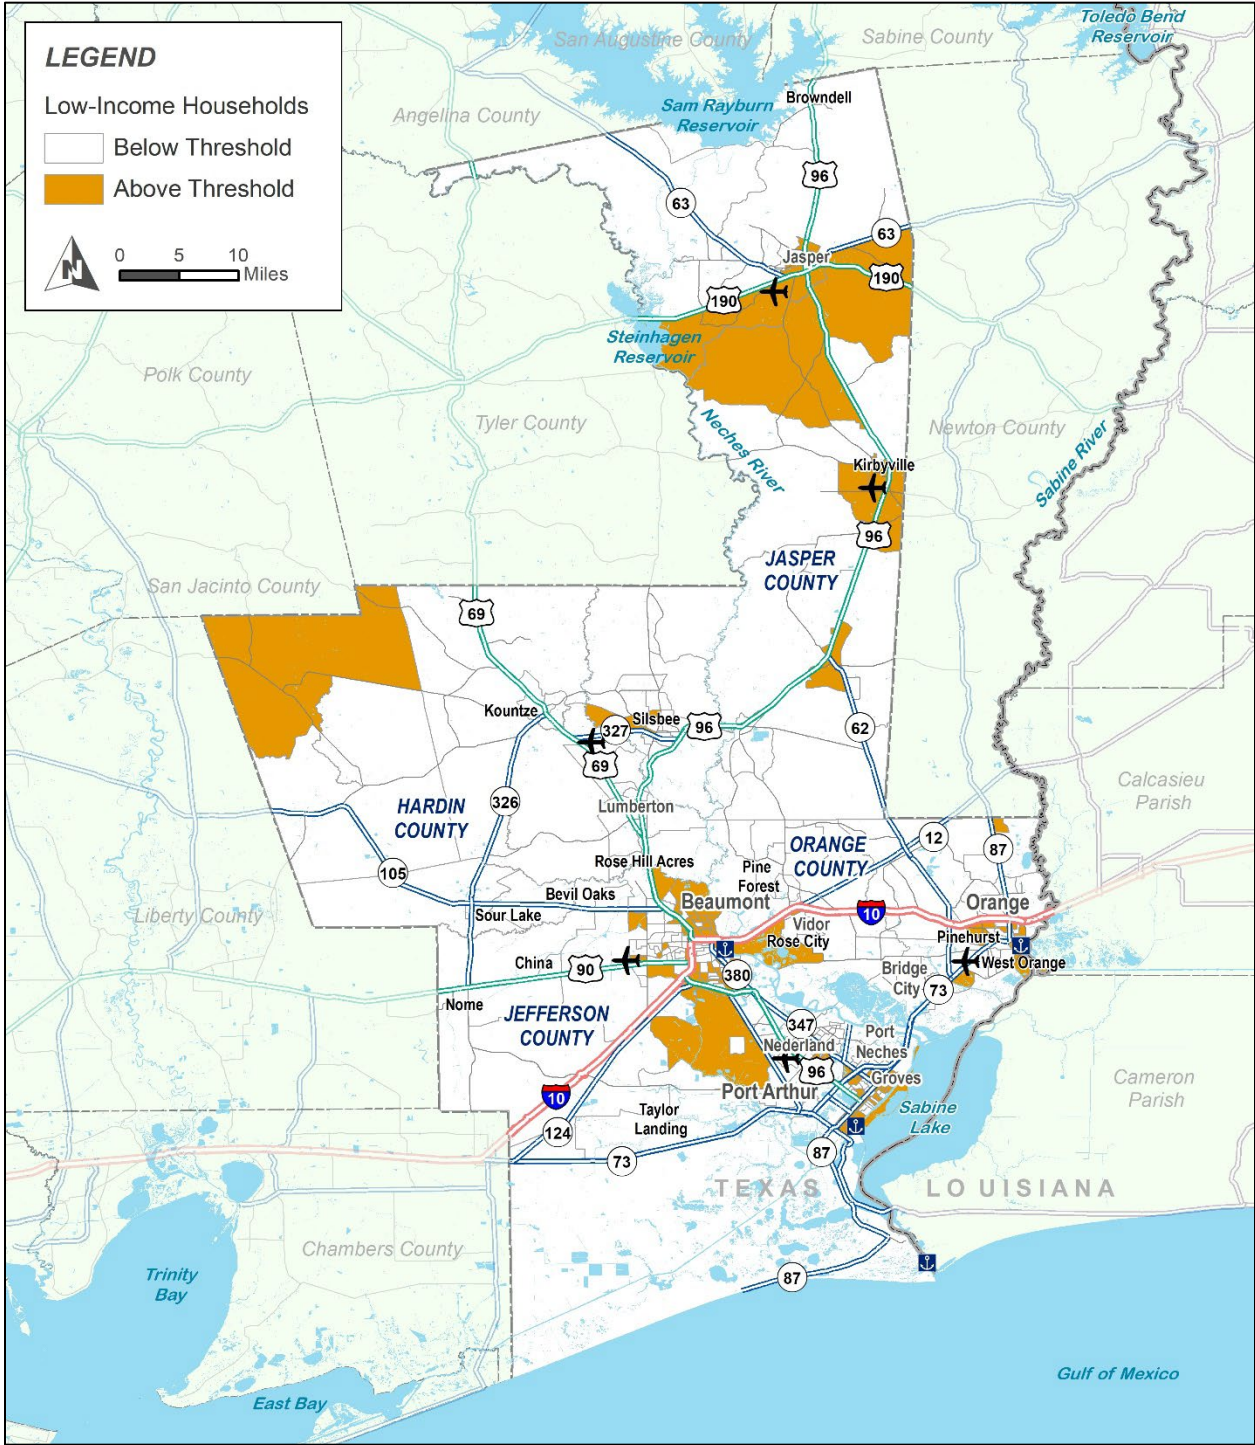 LEGEND
Low-Income Households
Below Threshold
Above Threshold
N
0 5 10
Miles
Toledo Bend
Reservoir
San Augustine County
Sabine County
Angelina County
Sam Rayburn
Reservoir
Browndell
96
63
63
Jasper
190
190
Steinhagen
Reservoir
Polk County
Tyler County
Newton County
Neches River
Sabine River
Kirbyville
96
JASPER
COUNTY
San Jacinto County
69
Kountze
Silsbee
327
96
62
69
Lumberton
HARDIN
COUNTY
326
Calcasieu
Parish
ORANGE
COUNTY
12
87
105
Rose Hill Acres
Pine
Forest
Bevil Oaks
Beaumont
Orange
10
Liberty County
Sour Lake
Vidor
Rose City
Pinehurst
West Orange
China
90
380
Bridge
City
73
Nome
JEFFERSON
COUNTY
347
Port
Neches
Nederland
96
Groves
Port Arthur
10
Cameron
Parish
Taylor
Landing
Sabine
Lake
124
73
87
TEXAS
LOUISIANA
Chambers County
Trinity
Bay
87
Gulf of Mexico
East Bay